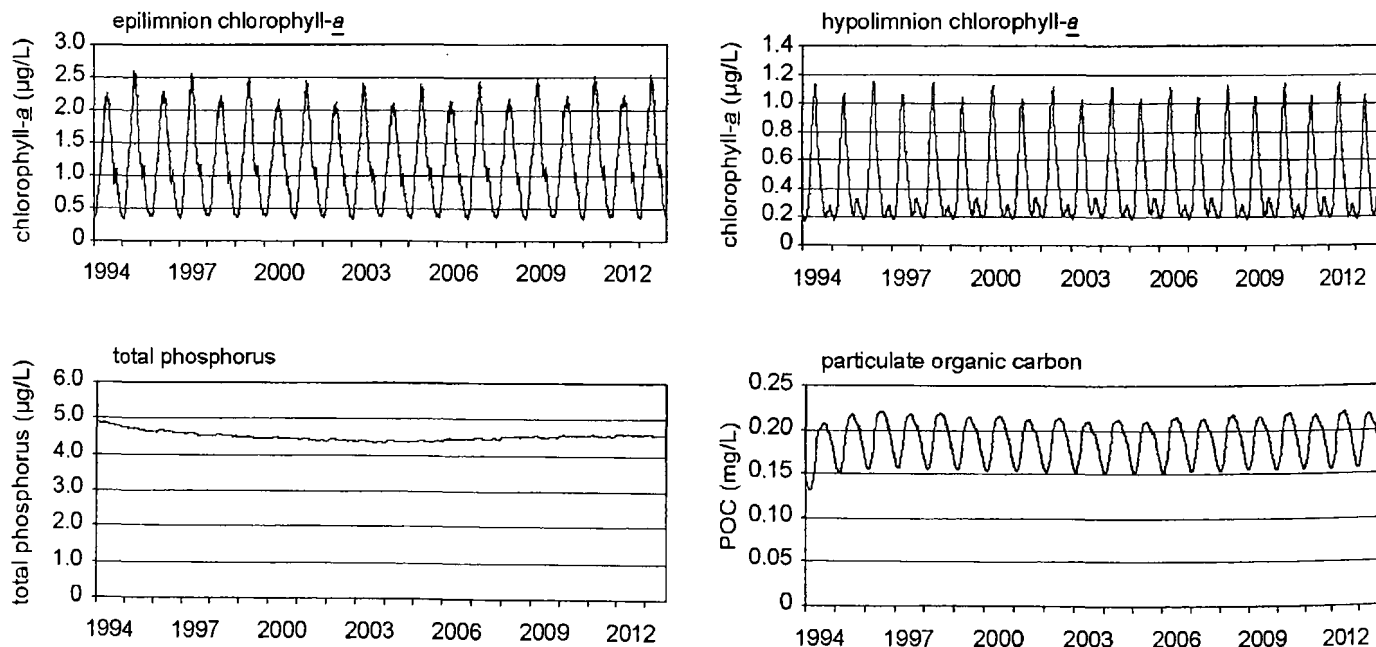 epilimnion chlorophyll-a
chlorophyll-a (µg/L)
3.0
2.5
2.0
1.5
1.0
0.5
0
1994 1997 2000 2003 2006 2009 2012
hypolimnion chlorophyll-a
chlorophyll-a (µg/L)
1.4
1.2
1.0
0.8
0.6
0.4
0.2
0
1994 1997 2000 2003 2006 2009 2012
total phosphorus
total phosphorus (µg/L)
6.0
5.0
4.0
3.0
2.0
1.0
0
1994 1997 2000 2003 2006 2009 2012
particulate organic carbon
POC (mg/L)
0.25
0.20
0.15
0.10
0.05
0
1994 1997 2000 2003 2006 2009 2012